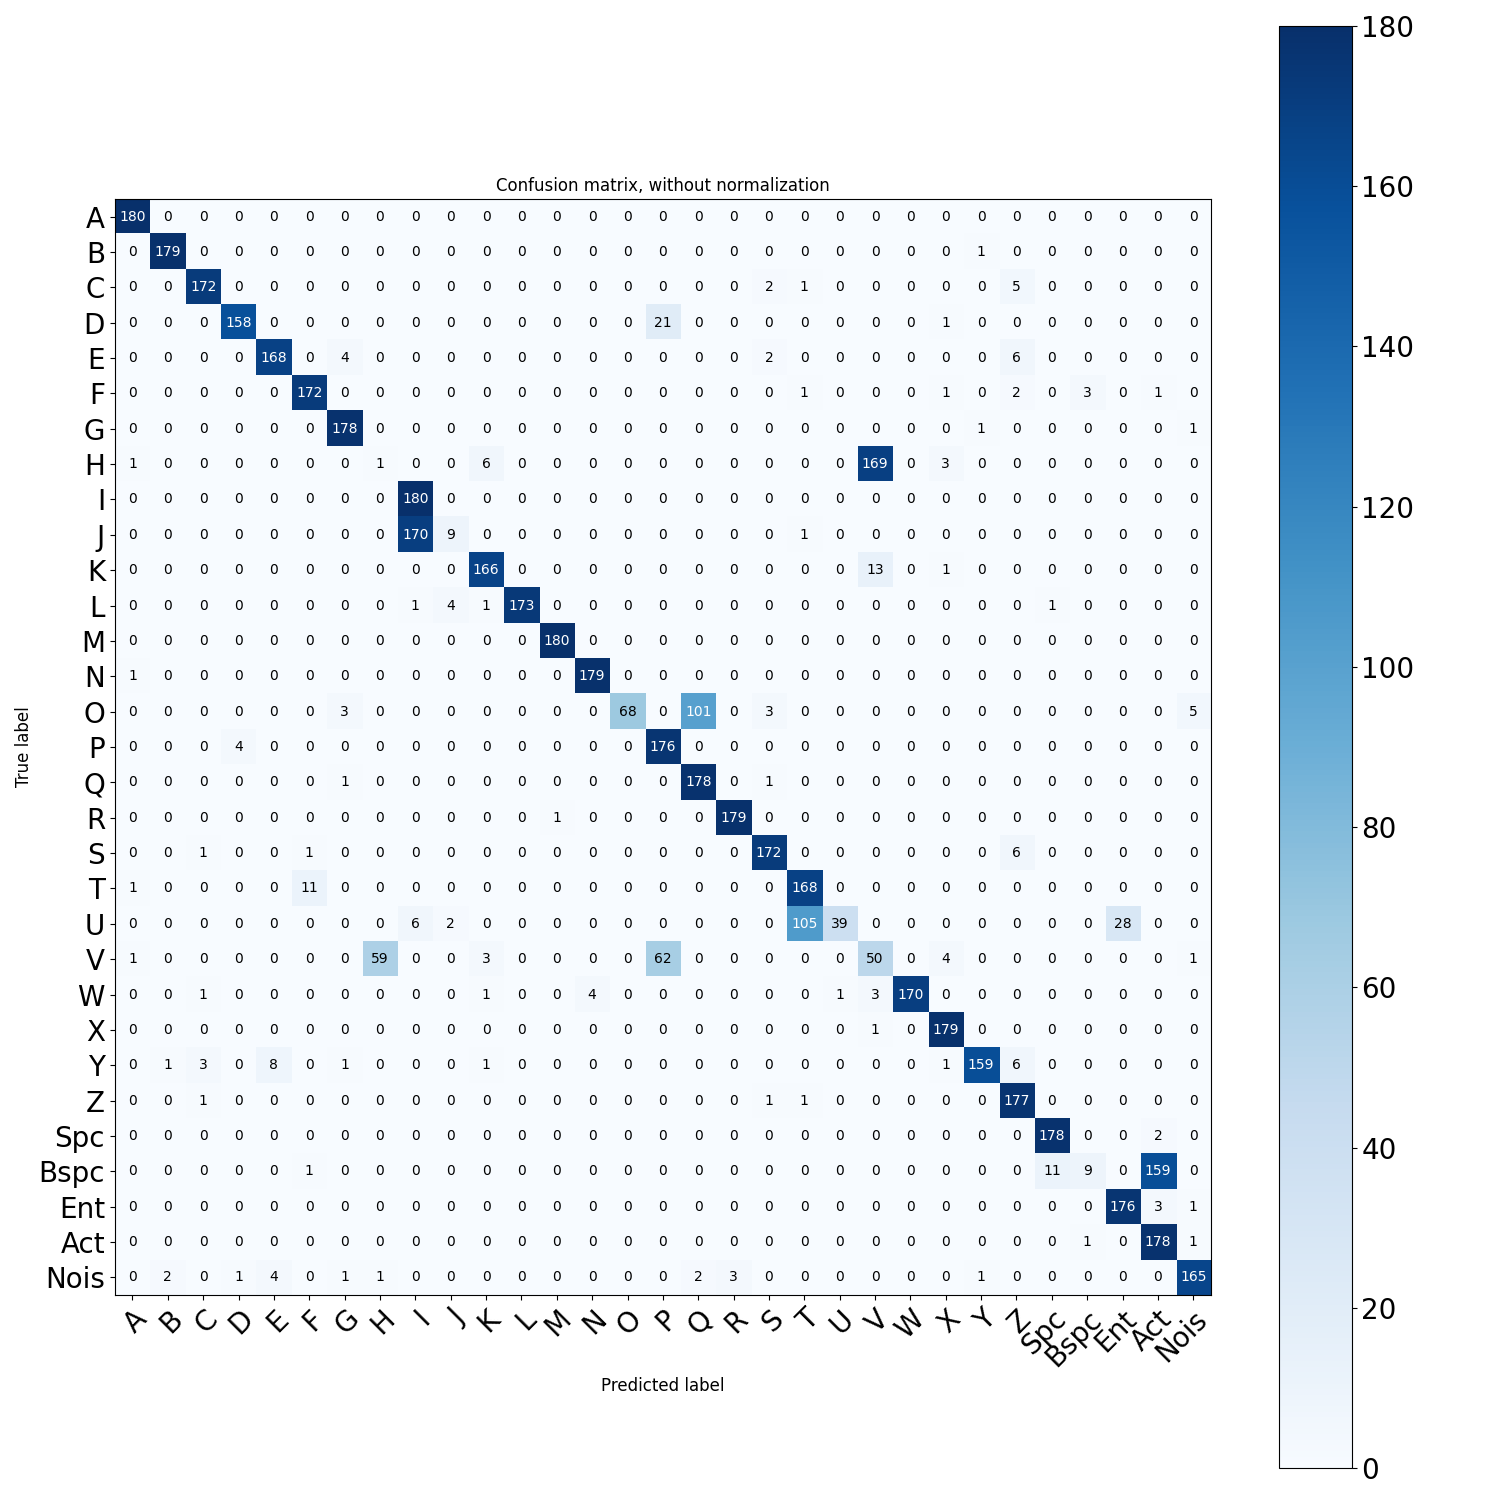 Confusion matrix, without normalization
A 180 0 0 0 0 0 0 0 0 0 0 0 0 0 0 0 0 0 0 0 0 0 0 0 0 0 0 0 0 0 0
B 0 179 0 0 0 0 0 0 0 0 0 0 0 0 0 0 0 0 0 0 0 0 0 0 1 0 0 0 0 0 0
C 0 0 172 0 0 0 0 0 0 0 0 0 0 0 0 0 0 0 2 1 0 0 0 0 0 5 0 0 0 0 0
D 0 0 0 158 0 0 0 0 0 0 0 0 0 0 0 21 0 0 0 0 0 0 0 1 0 0 0 0 0 0 0
E 0 0 0 0 168 0 4 0 0 0 0 0 0 0 0 0 0 0 2 0 0 0 0 0 0 6 0 0 0 0 0
F 0 0 0 0 0 172 0 0 0 0 0 0 0 0 0 0 0 0 0 1 0 0 0 1 0 2 0 3 0 1 0
G 0 0 0 0 0 0 178 0 0 0 0 0 0 0 0 0 0 0 0 0 0 0 0 0 1 0 0 0 0 0 1
H 1 0 0 0 0 0 0 1 0 0 6 0 0 0 0 0 0 0 0 0 0 169 0 3 0 0 0 0 0 0 0
I 0 0 0 0 0 0 0 0 180 0 0 0 0 0 0 0 0 0 0 0 0 0 0 0 0 0 0 0 0 0 0
J 0 0 0 0 0 0 0 0 170 9 0 0 0 0 0 0 0 0 0 1 0 0 0 0 0 0 0 0 0 0 0
K 0 0 0 0 0 0 0 0 0 0 166 0 0 0 0 0 0 0 0 0 0 13 0 1 0 0 0 0 0 0 0
L 0 0 0 0 0 0 0 0 1 4 1 173 0 0 0 0 0 0 0 0 0 0 0 0 0 0 1 0 0 0 0
M 0 0 0 0 0 0 0 0 0 0 0 0 180 0 0 0 0 0 0 0 0 0 0 0 0 0 0 0 0 0 0
N 1 0 0 0 0 0 0 0 0 0 0 0 0 179 0 0 0 0 0 0 0 0 0 0 0 0 0 0 0 0 0
O 0 0 0 0 0 0 3 0 0 0 0 0 0 0 68 0 101 0 3 0 0 0 0 0 0 0 0 0 0 0 5
P 0 0 0 4 0 0 0 0 0 0 0 0 0 0 0 176 0 0 0 0 0 0 0 0 0 0 0 0 0 0 0
Q 0 0 0 0 0 0 1 0 0 0 0 0 0 0 0 0 178 0 1 0 0 0 0 0 0 0 0 0 0 0 0
R 0 0 0 0 0 0 0 0 0 0 0 0 1 0 0 0 0 179 0 0 0 0 0 0 0 0 0 0 0 0 0
S 0 0 1 0 0 1 0 0 0 0 0 0 0 0 0 0 0 0 172 0 0 0 0 0 0 6 0 0 0 0 0
T 1 0 0 0 0 11 0 0 0 0 0 0 0 0 0 0 0 0 0 168 0 0 0 0 0 0 0 0 0 0 0
U 0 0 0 0 0 0 0 0 6 2 0 0 0 0 0 0 0 0 0 105 39 0 0 0 0 0 0 0 28 0 0
V 1 0 0 0 0 0 0 59 0 0 3 0 0 0 0 62 0 0 0 0 0 50 0 4 0 0 0 0 0 0 1
W 0 0 1 0 0 0 0 0 0 0 1 0 0 4 0 0 0 0 0 0 1 3 170 0 0 0 0 0 0 0 0
X 0 0 0 0 0 0 0 0 0 0 0 0 0 0 0 0 0 0 0 0 0 1 0 179 0 0 0 0 0 0 0
Y 0 1 3 0 8 0 1 0 0 0 1 0 0 0 0 0 0 0 0 0 0 0 0 1 159 6 0 0 0 0 0
Z 0 0 1 0 0 0 0 0 0 0 0 0 0 0 0 0 0 0 1 1 0 0 0 0 0 177 0 0 0 0 0
Spc 0 0 0 0 0 0 0 0 0 0 0 0 0 0 0 0 0 0 0 0 0 0 0 0 0 0 178 0 0 2 0
Bspc 0 0 0 0 0 1 0 0 0 0 0 0 0 0 0 0 0 0 0 0 0 0 0 0 0 0 11 9 0 159 0
Ent 0 0 0 0 0 0 0 0 0 0 0 0 0 0 0 0 0 0 0 0 0 0 0 0 0 0 0 0 176 3 1
Act 0 0 0 0 0 0 0 0 0 0 0 0 0 0 0 0 0 0 0 0 0 0 0 0 0 0 0 1 0 178 1
Nois 0 2 0 1 4 0 1 1 0 0 0 0 0 0 0 0 2 3 0 0 0 0 0 0 1 0 0 0 0 0 165
A B C D E F G H I J K L M N O P Q R S T U V W X Y Z Spc Bspc Ent Act Nois
Predicted label
True label
180
160
140
120
100
80
60
40
20
0